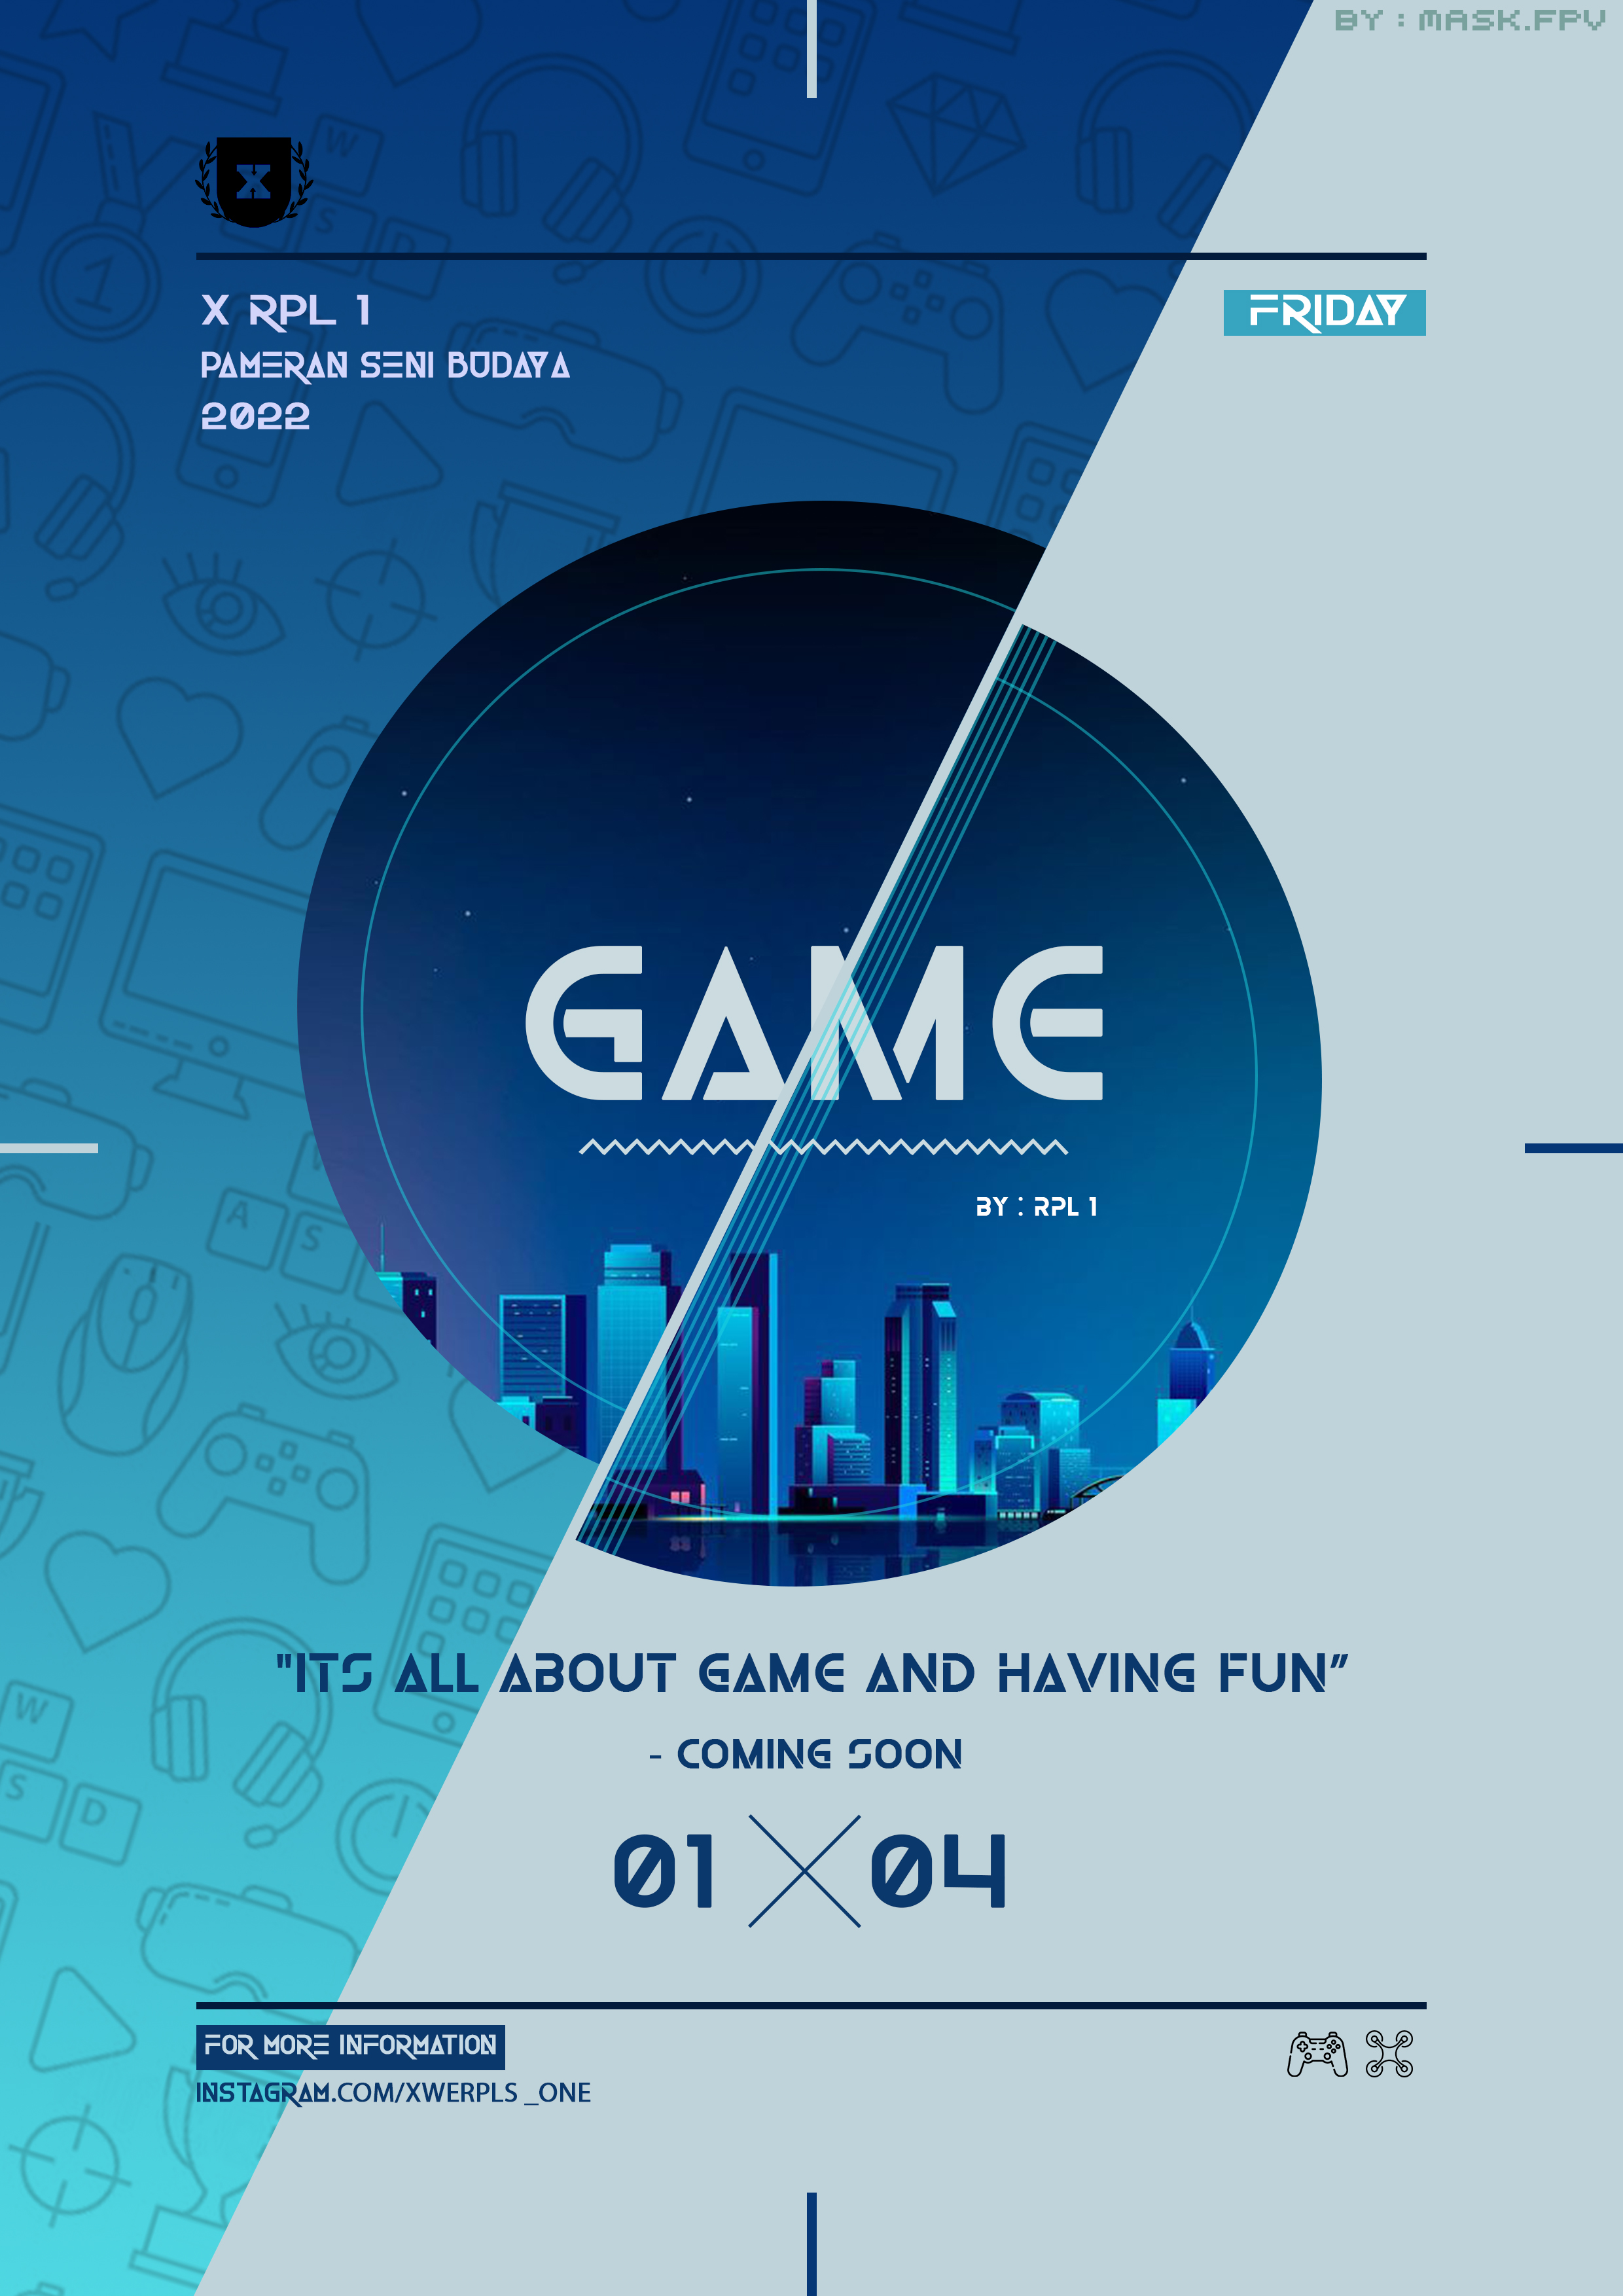 BY : MASK.FPV
X
X RPL 1
FRIDAY
PAMERAN SENI BUDAYA
2022
GAME
BY : RPL 1
"ITS ALL ABOUT GAME AND HAVING FUN”
- COMING SOON
01 X 04
FOR MORE INFORMATION
INSTAGRAM.COM/XWERPLS _ONE
W
S
D
1
A
S
W
S
D